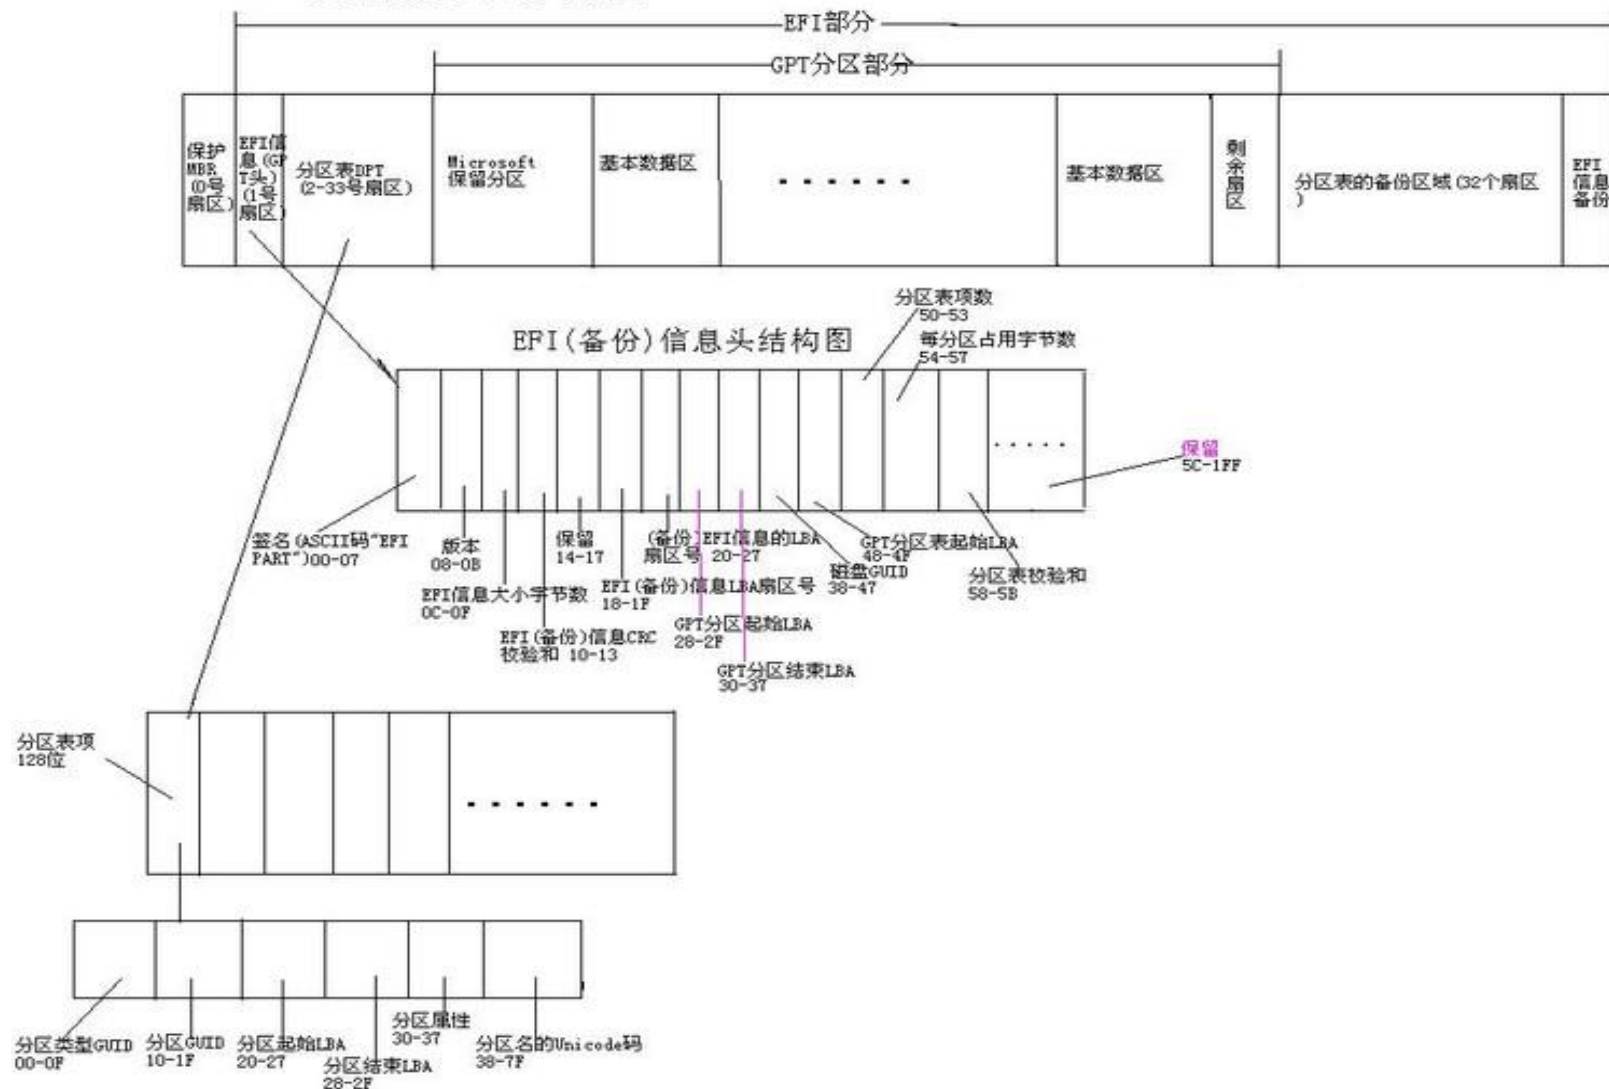 EFI部分
GPT分区部分
保护
MBR
(0号
扇区)
EFI信
息(GP
T头)
(1号
扇区)
分区表DPT
(2-33号扇区)
Microsoft
保留分区
基本数据区
基本数据区
剩
余
扇
区
分区表的备份区域(32个扇区
)
EFI
信息
备份
分区表项数
50-53
EFI(备份)信息头结构图
每分区占用字节数
54-57
保留
5C-1FF
签名(ASCII码"EFI
PART")00-07
版本
08-0B
EFI信息大小字节数
0C-0F
EFI(备份)信息CRC
校验和 10-13
保留
14-17
EFI(备份)信息LBA扇区号
18-1F
(备份)EFI信息的LBA
扇区号 20-27
GPT分区起始LBA
28-2F
GPT分区结束LBA
30-37
磁盘GUID
38-47
GPT分区表起始LBA
48-4F
分区表校验和
58-5B
分区表项
128位
分区类型GUID
00-0F
分区GUID
10-1F
分区起始LBA
20-27
分区结束LBA
28-2F
分区属性
30-37
分区名的Unicode码
38-7F